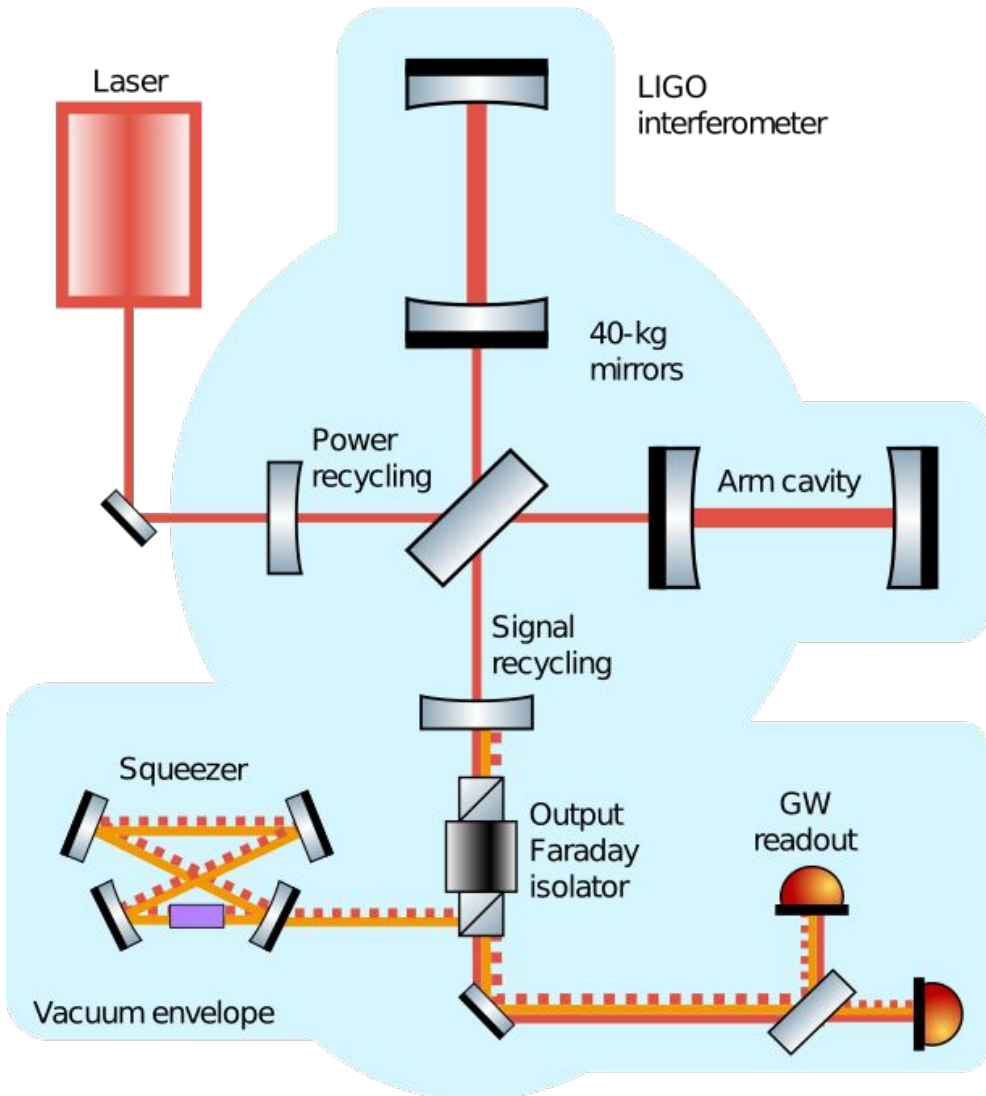 Laser
LIGO
interferometer
40-kg
mirrors
Power
recycling
Arm cavity
Signal
recycling
Squeezer
Output
Faraday
isolator
GW
readout
Vacuum envelope